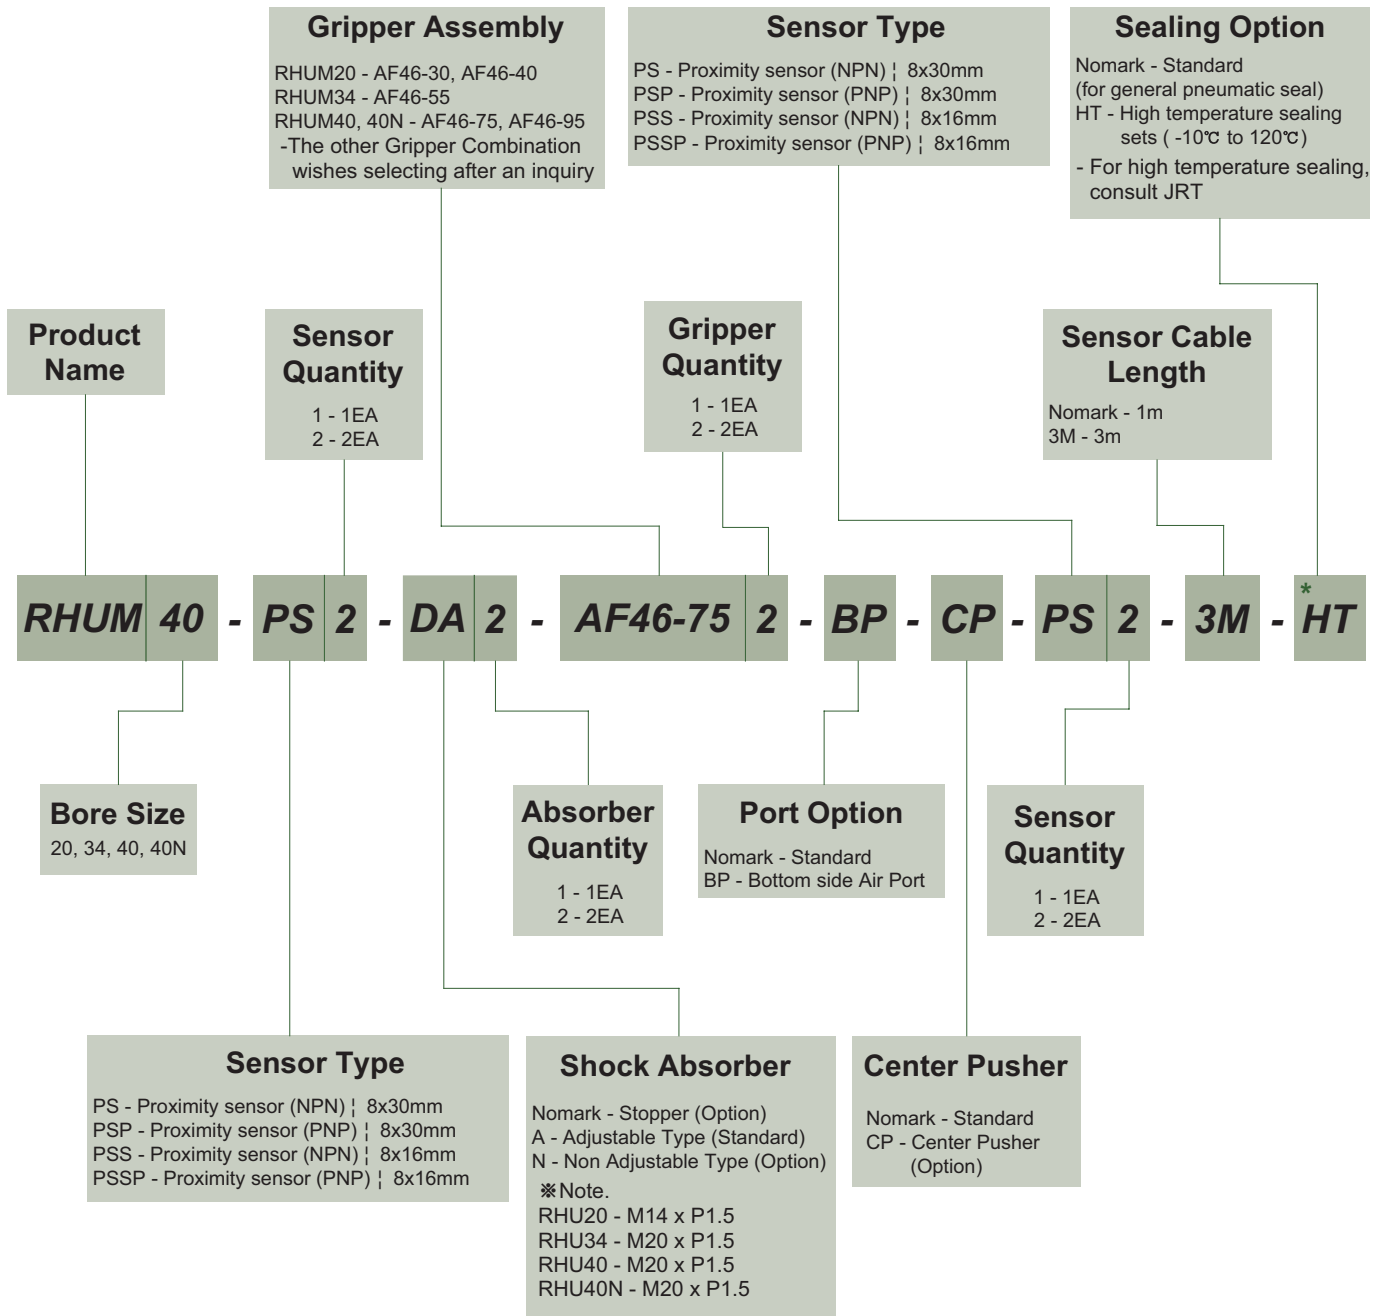 Gripper Assembly
RHUM20 - AF46-30, AF46-40
RHUM34 - AF46-55
RHUM40, 40N - AF46-75, AF46-95
-The other Gripper Combination
wishes selecting after an inquiry
Sensor Type
PS - Proximity sensor (NPN) ¦ 8x30mm
PSP - Proximity sensor (PNP) ¦ 8x30mm
PSS - Proximity sensor (NPN) ¦ 8x16mm
PSSP - Proximity sensor (PNP) ¦ 8x16mm
Sealing Option
Nomark - Standard
(for general pneumatic seal)
HT - High temperature sealing
sets ( -10℃ to 120℃)
- For high temperature sealing,
consult JRT
Product
Name
Sensor
Quantity
1 - 1EA
2 - 2EA
Gripper
Quantity
1 - 1EA
2 - 2EA
Sensor Cable
Length
Nomark - 1m
3M - 3m
RHUM 40 - PS 2 - DA 2 - AF46-75 2 - BP - CP - PS 2 - 3M - *HT
Bore Size
20, 34, 40, 40N
Absorber
Quantity
1 - 1EA
2 - 2EA
Port Option
Nomark - Standard
BP - Bottom side Air Port
Sensor
Quantity
1 - 1EA
2 - 2EA
Sensor Type
PS - Proximity sensor (NPN) ¦ 8x30mm
PSP - Proximity sensor (PNP) ¦ 8x30mm
PSS - Proximity sensor (NPN) ¦ 8x16mm
PSSP - Proximity sensor (PNP) ¦ 8x16mm
Shock Absorber
Nomark - Stopper (Option)
A - Adjustable Type (Standard)
N - Non Adjustable Type (Option)
※Note.
RHU20 - M14 x P1.5
RHU34 - M20 x P1.5
RHU40 - M20 x P1.5
RHU40N - M20 x P1.5
Center Pusher
Nomark - Standard
CP - Center Pusher
(Option)